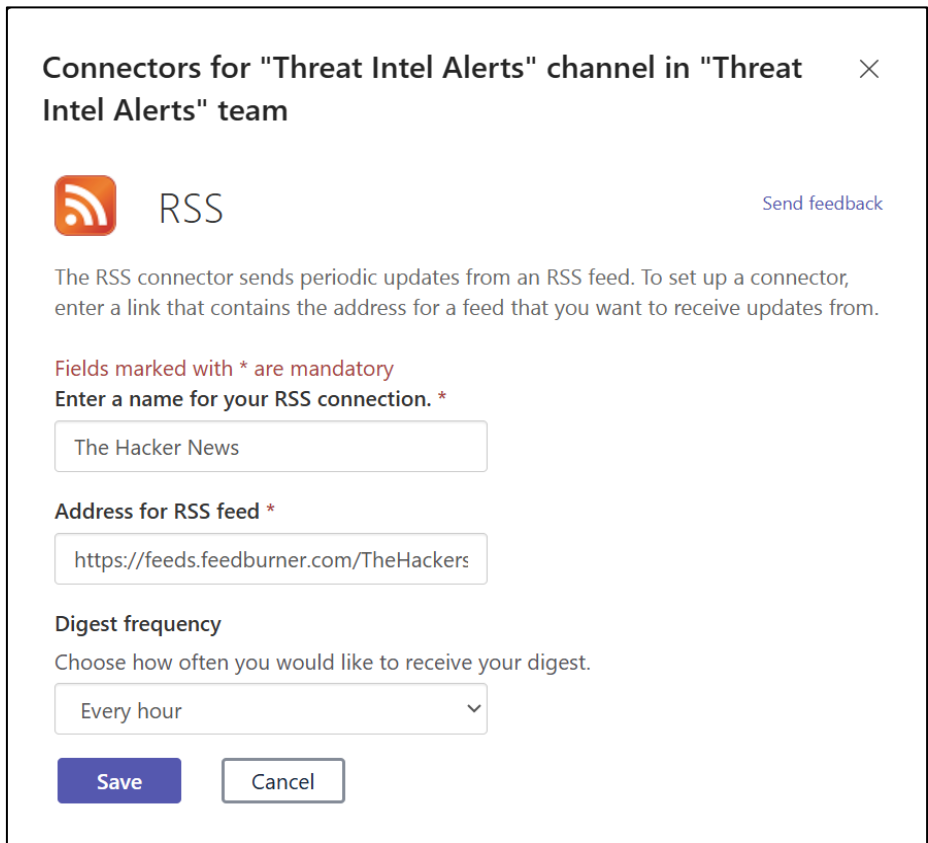 Connectors for "Threat Intel Alerts" channel in "Threat
Intel Alerts" team
RSS
Send feedback
The RSS connector sends periodic updates from an RSS feed. To set up a connector,
enter a link that contains the address for a feed that you want to receive updates from.
Fields marked with * are mandatory
Enter a name for your RSS connection. *
The Hacker News
Address for RSS feed *
https://feeds.feedburner.com/TheHackers
Digest frequency
Choose how often you would like to receive your digest.
Every hour
Save
Cancel